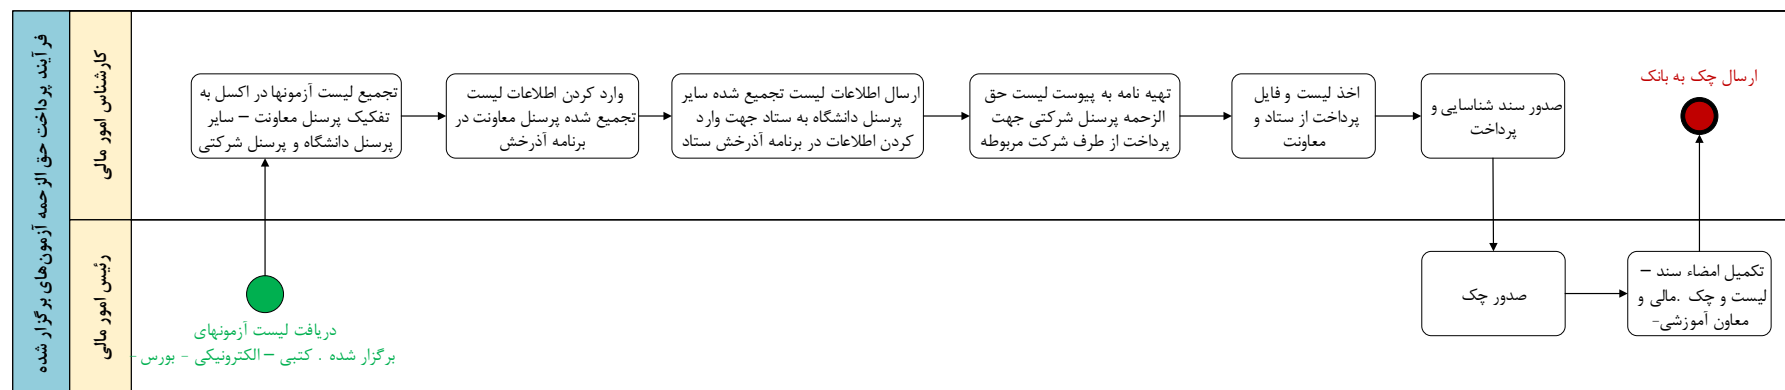 فرآیند پرداخت حق الزحمه آزمون‌های برگزار شده
کارشناس امور مالی
رئیس امور مالی
دریافت لیست آزمونهای
برگزار شده . کتبی – الکترونیکی - بورس -
تجمیع لیست آزمونها در اکسل به
تفکیک پرسنل معاونت – سایر
پرسنل دانشگاه و پرسنل شرکتی
وارد کردن اطلاعات لیست
تجمیع شده پرسنل معاونت در
برنامه آذرخش
ارسال اطلاعات لیست تجمیع شده سایر
پرسنل دانشگاه به ستاد جهت وارد
کردن اطلاعات در برنامه آذرخش ستاد
تهیه نامه به پیوست لیست حق
الزحمه پرسنل شرکتی جهت
پرداخت از طرف شرکت مربوطه
اخذ لیست و فایل
پرداخت از ستاد و
معاونت
صدور سند شناسایی و
پرداخت
صدور چک
تکمیل امضاء سند –
لیست و چک .مالی و
معاون آموزشی-
ارسال چک به بانک